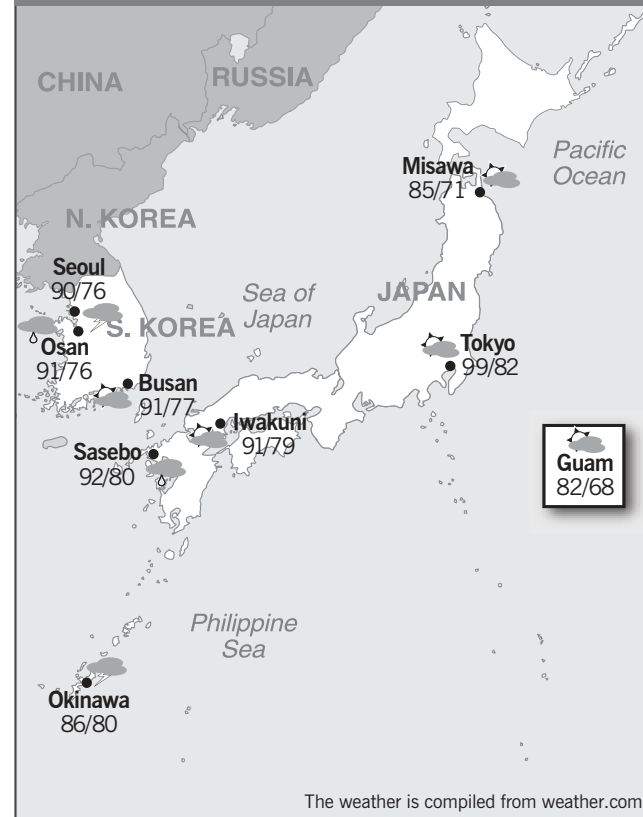 CHINA
RUSSIA
Misawa
85/71
Pacific
Ocean
N. KOREA
Seoul
90/76
Sea of
Japan
JAPAN
S. KOREA
Osan
91/76
Tokyo
99/82
Busan
91/77
Iwakuni
91/79
Sasebo
92/80
Guam
82/68
Philippine
Sea
Okinawa
86/80
The weather is compiled from weather.com